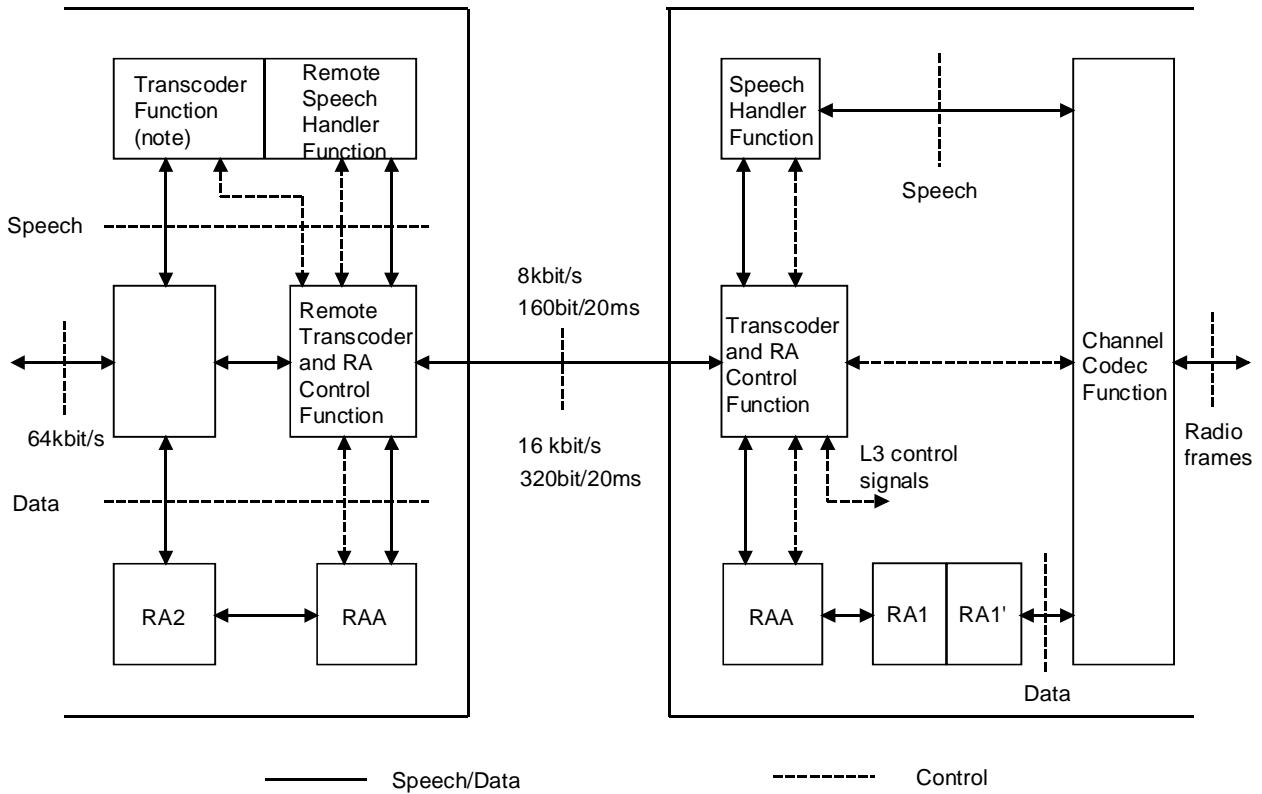 Transcoder
Function
(note)
Remote
Speech
Handler
Function
Speech
Remote
Transcoder
and RA
Control
Function
64kbit/s
Data
RA2
RAA
8kbit/s
160bit/20ms
16 kbit/s
320bit/20ms
Speech
Handler
Function
Speech
Transcoder
and RA
Control
Function
Channel
Codec
Function
L3 control
signals
Radio
frames
RAA
RA1
RA1'
Data
Speech/Data
Control